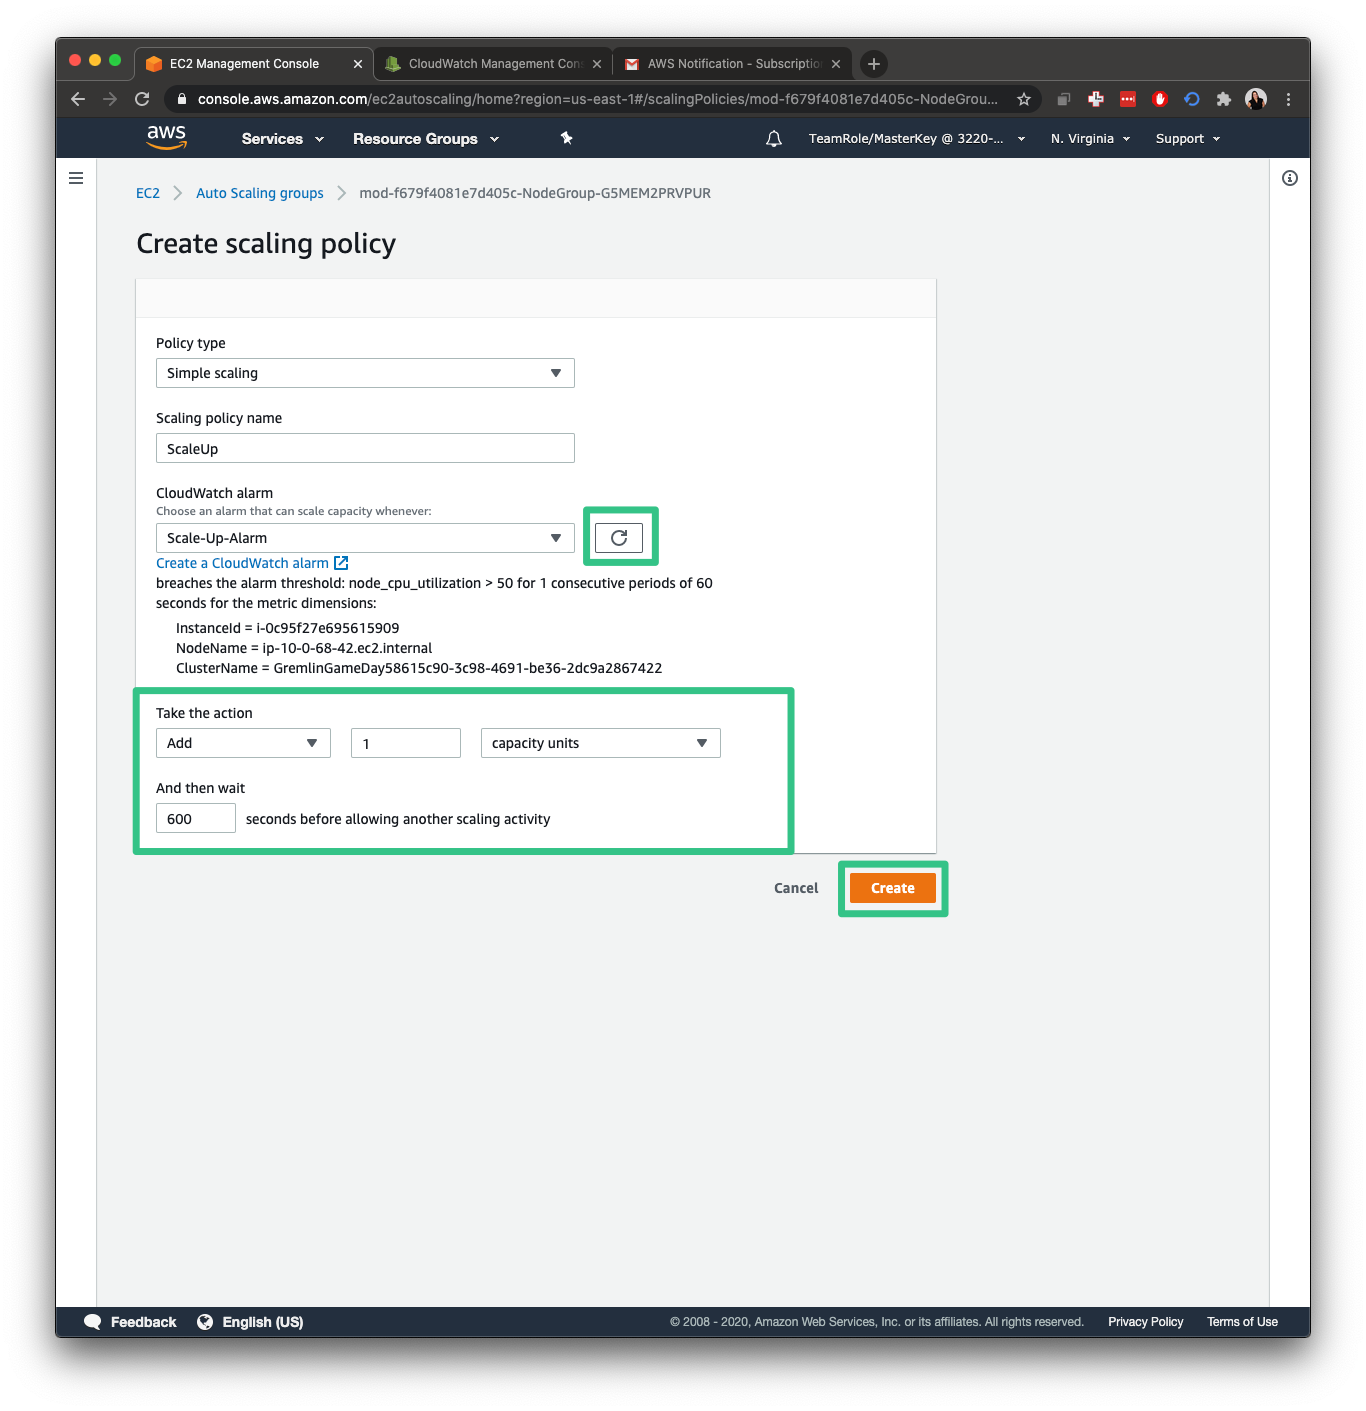 EC2 Management Console
CloudWatch Management Con
AWS Notification - Subscriptio
console.aws.amazon.com/ec2autoscaling/home?region=us-east-1#/scalingPolicies/mod-f679f4081e7d405c-NodeGrou...
aws Services Resource Groups TeamRole/MasterKey @ 3220-... N. Virginia Support
EC2 Auto Scaling groups mod-f679f4081e7d405c-NodeGroup-G5MEM2PRVPUR
Create scaling policy
Policy type
Simple scaling
Scaling policy name
ScaleUp
CloudWatch alarm
Choose an alarm that can scale capacity whenever:
Scale-Up-Alarm
Create a CloudWatch alarm
breaches the alarm threshold: node_cpu_utilization > 50 for 1 consecutive periods of 60
seconds for the metric dimensions:
InstanceId = i-0c95f27e695615909
NodeName = ip-10-0-68-42.ec2.internal
ClusterName = GremlinGameDay58615c90-3c98-4691-be36-2dc9a2867422
Take the action
Add 1 capacity units
And then wait
600 seconds before allowing another scaling activity
Cancel Create
Feedback English (US) © 2008 - 2020, Amazon Web Services, Inc. or its affiliates. All rights reserved. Privacy Policy Terms of Use